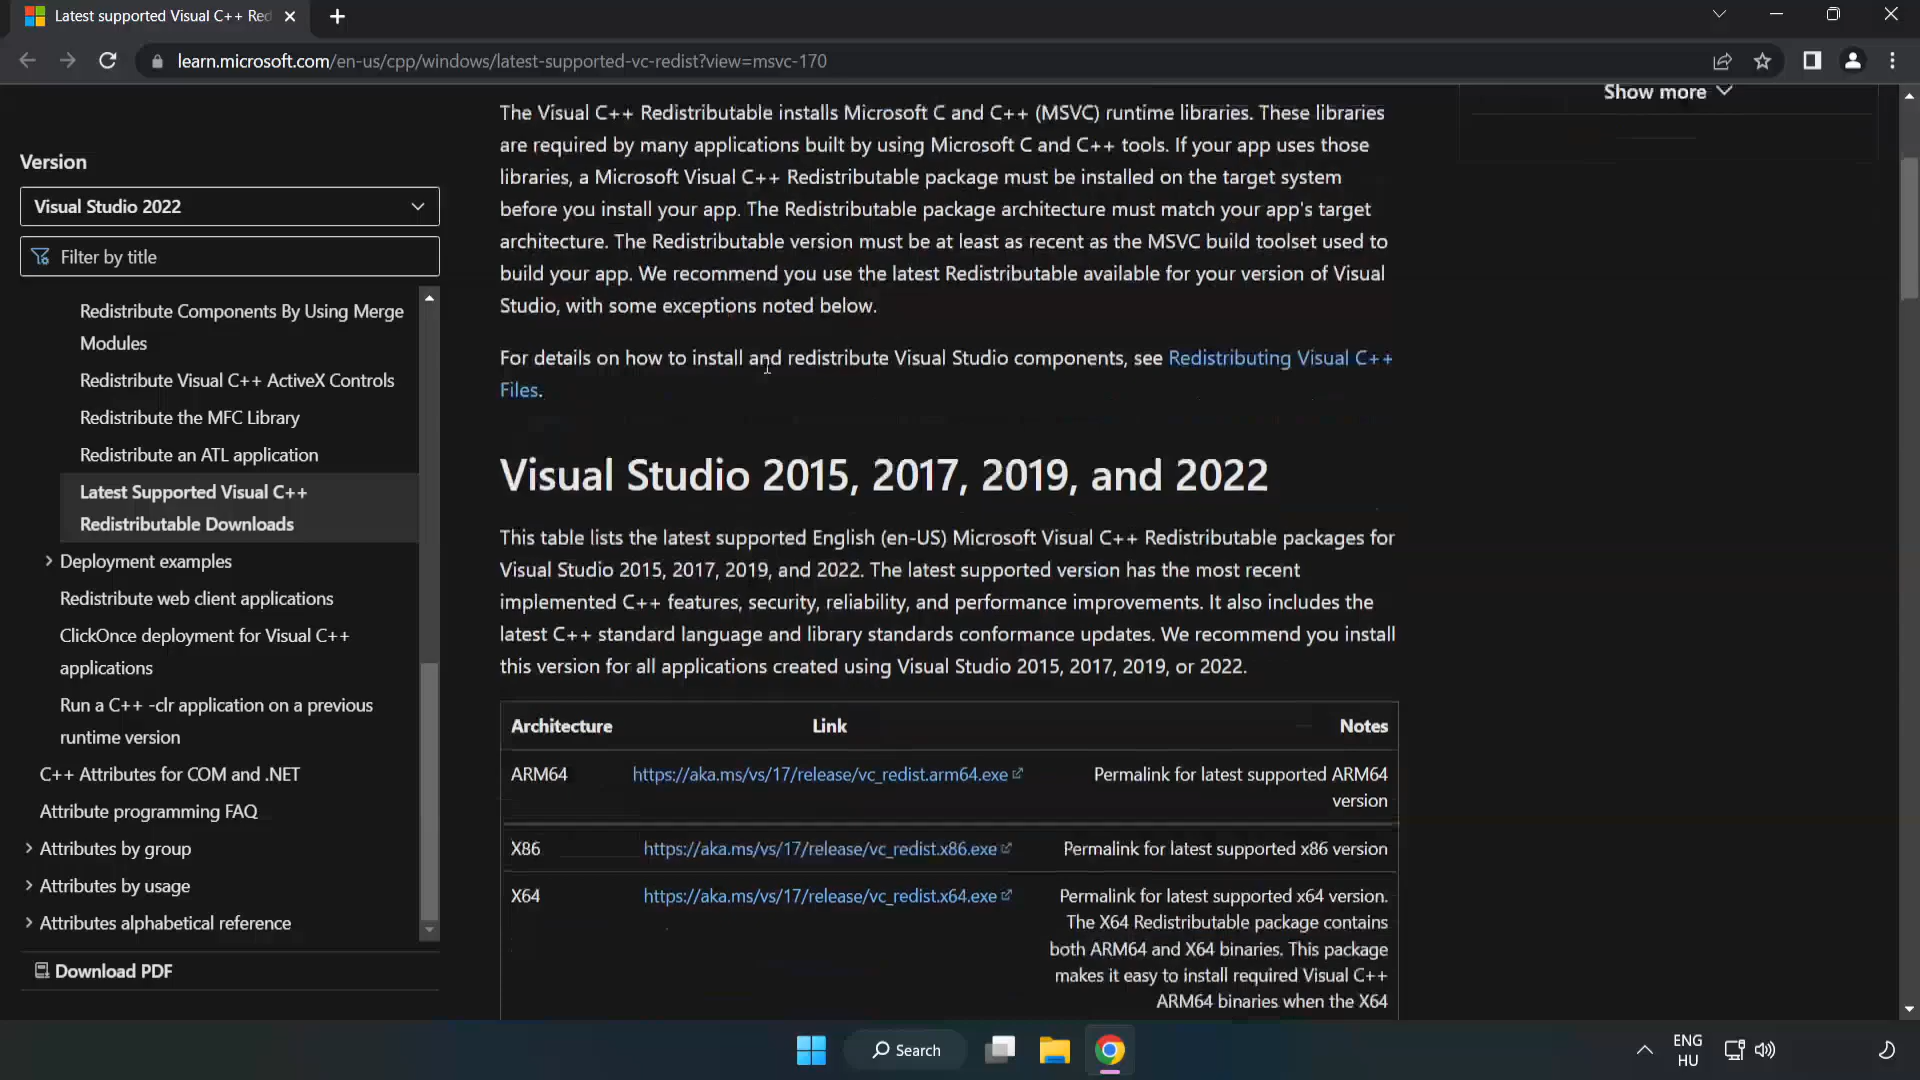 Latest supported Visual C++ Red
learn.microsoft.com/en-us/cpp/windows/latest-supported-vc-redist?view=msvc-170
Version
Visual Studio 2022
Filter by title
Redistribute Components By Using Merge
Modules
Redistribute Visual C++ ActiveX Controls
Redistribute the MFC Library
Redistribute an ATL application
Latest Supported Visual C++
Redistributable Downloads
Deployment examples
Redistribute web client applications
ClickOnce deployment for Visual C++
applications
Run a C++ -clr application on a previous
runtime version
C++ Attributes for COM and .NET
Attribute programming FAQ
Attributes by group
Attributes by usage
Attributes alphabetical reference
Download PDF
The Visual C++ Redistributable installs Microsoft C and C++ (MSVC) runtime libraries. These libraries
are required by many applications built by using Microsoft C and C++ tools. If your app uses those
libraries, a Microsoft Visual C++ Redistributable package must be installed on the target system
before you install your app. The Redistributable package architecture must match your app's target
architecture. The Redistributable version must be at least as recent as the MSVC build toolset used to
build your app. We recommend you use the latest Redistributable available for your version of Visual
Studio, with some exceptions noted below.
For details on how to install and redistribute Visual Studio components, see Redistributing Visual C++
Files.
Visual Studio 2015, 2017, 2019, and 2022
This table lists the latest supported English (en-US) Microsoft Visual C++ Redistributable packages for
Visual Studio 2015, 2017, 2019, and 2022. The latest supported version has the most recent
implemented C++ features, security, reliability, and performance improvements. It also includes the
latest C++ standard language and library standards conformance updates. We recommend you install
this version for all applications created using Visual Studio 2015, 2017, 2019, or 2022.
Architecture Link Notes
ARM64 https://aka.ms/vs/17/release/vc_redist.arm64.exe Permalink for latest supported ARM64
version
X86 https://aka.ms/vs/17/release/vc_redist.x86.exe Permalink for latest supported x86 version
X64 https://aka.ms/vs/17/release/vc_redist.x64.exe Permalink for latest supported x64 version.
The X64 Redistributable package contains
both ARM64 and X64 binaries. This package
makes it easy to install required Visual C++
ARM64 binaries when the X64
Show more
Search
ENG
HU